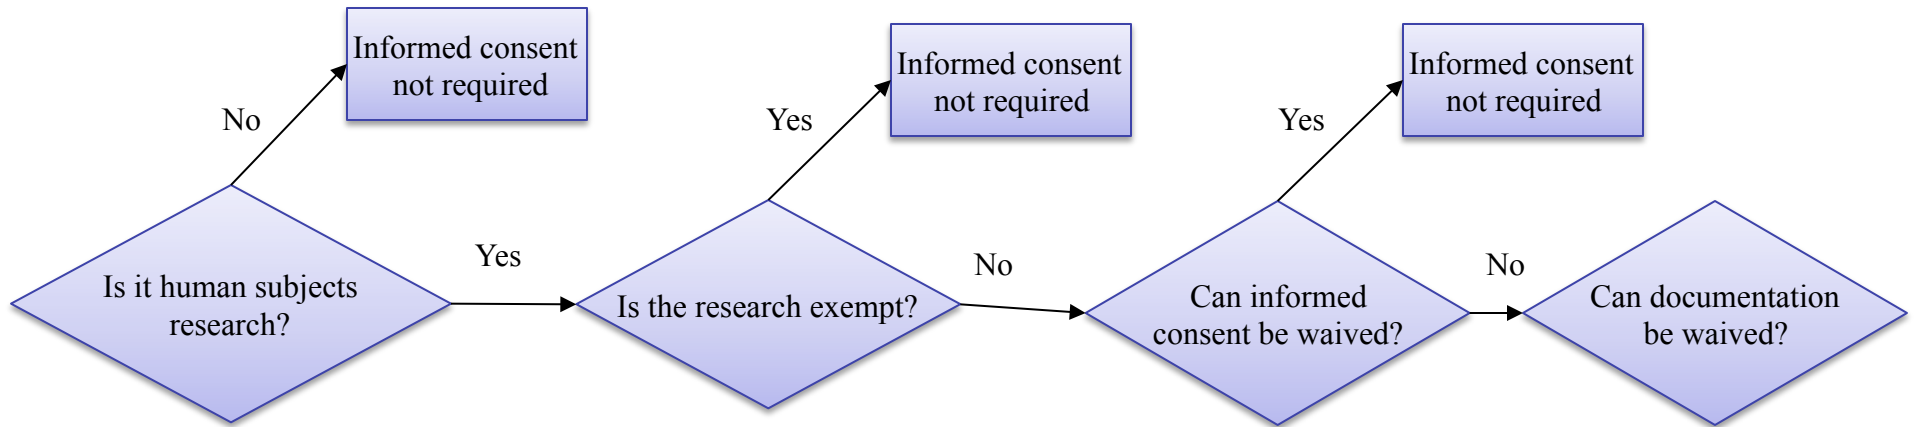 Informed consent
not required
Informed consent
not required
Informed consent
not required
No
Yes
Yes
Is it human subjects
research?
Yes
Is the research exempt?
No
Can informed
consent be waived?
No
Can documentation
be waived?